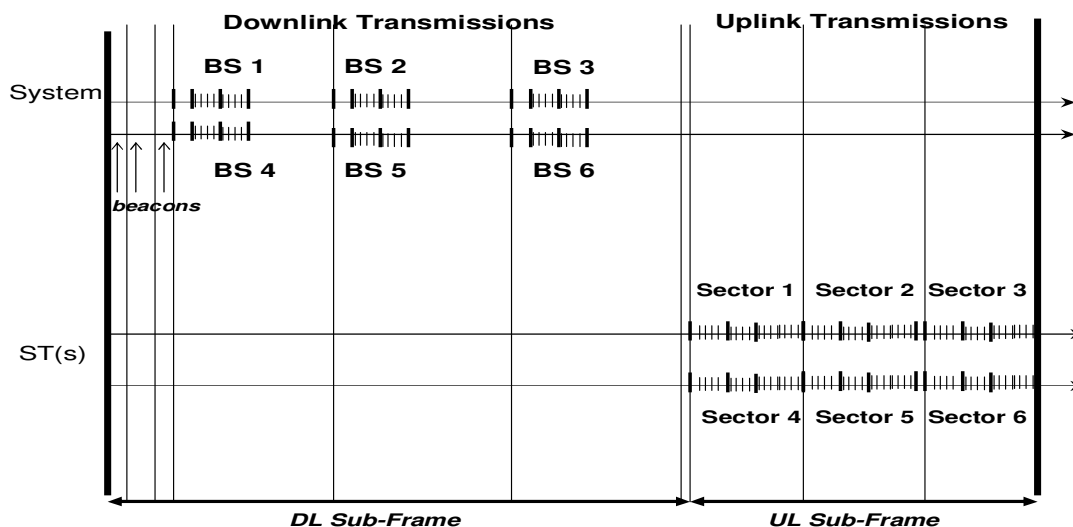 Downlink Transmissions
Uplink Transmissions
BS 1
BS 2
BS 3
System
BS 4
BS 5
BS 6
beacons
Sector 1
Sector 2
Sector 3
ST(s)
Sector 4
Sector 5
Sector 6
DL Sub-Frame
UL Sub-Frame